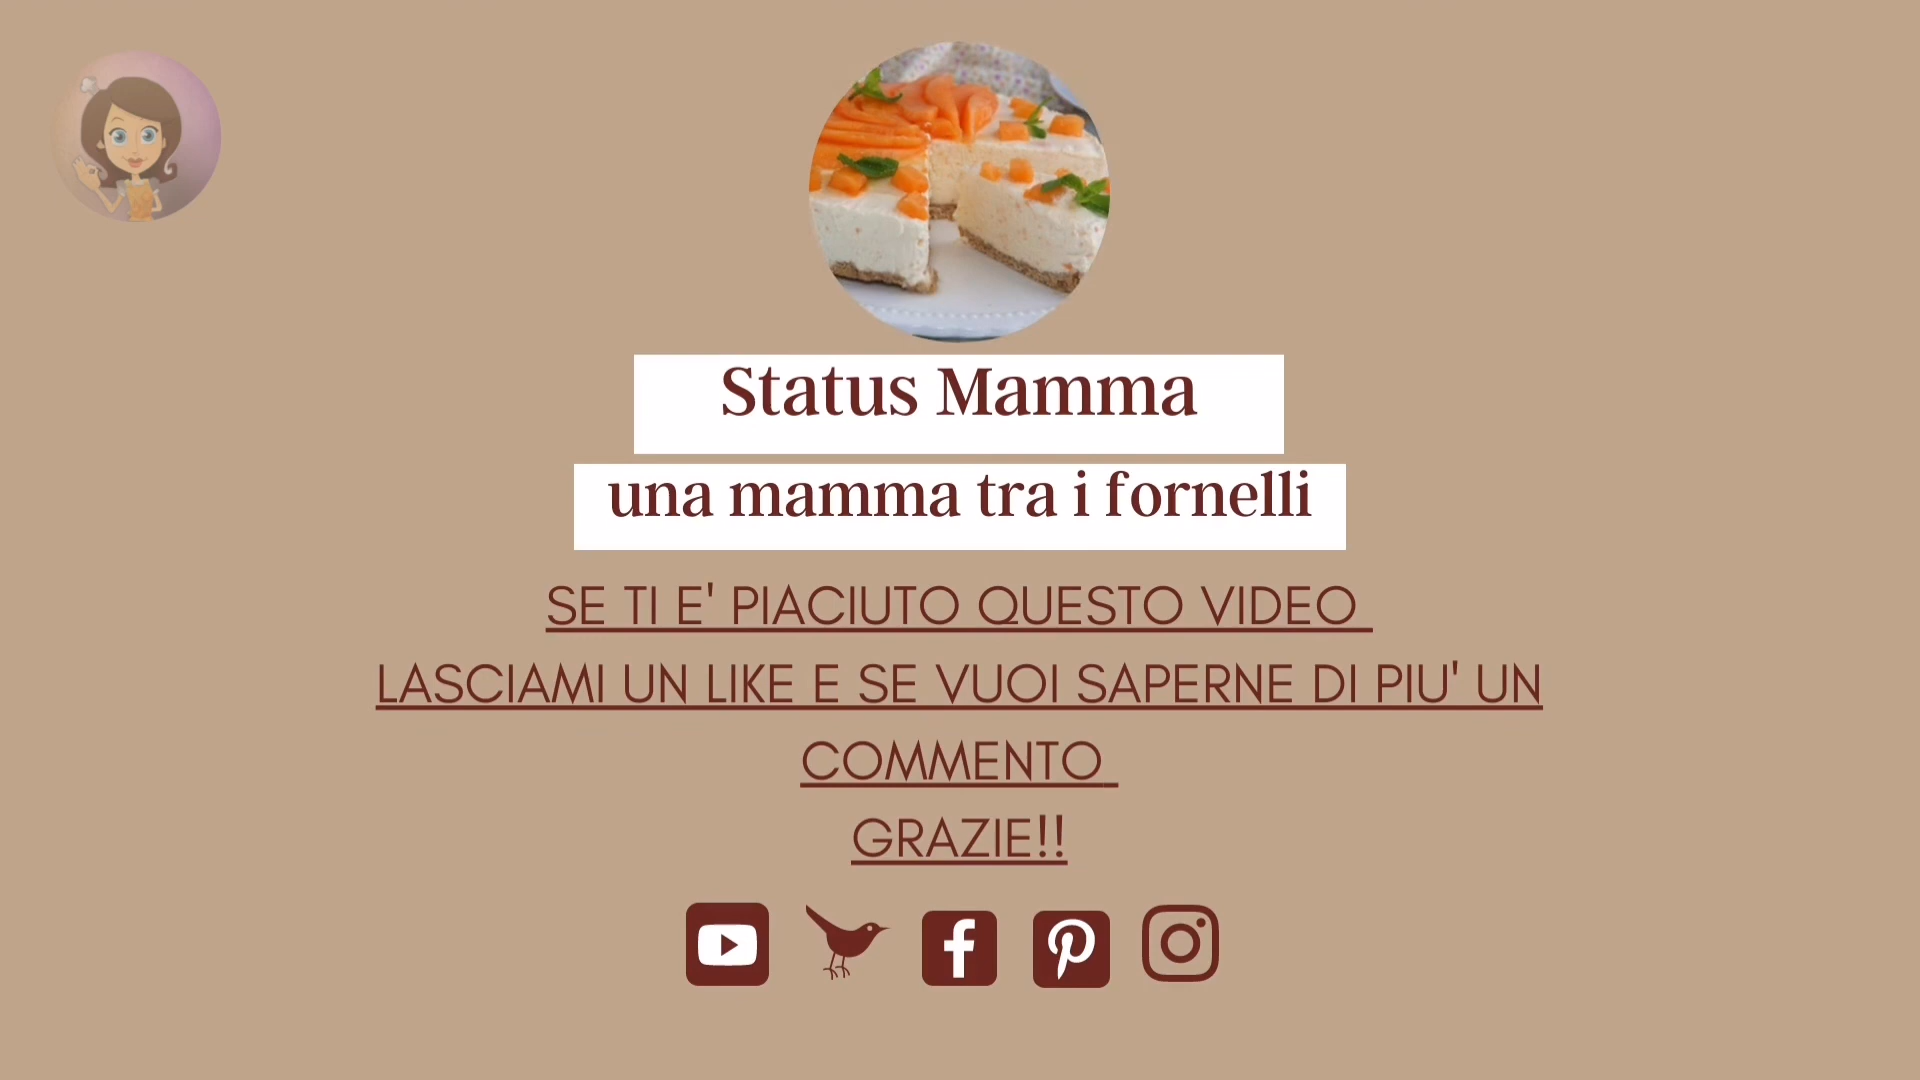 Status Mamma
una mamma tra i fornelli
SE TI E' PIACIUTO QUESTO VIDEO
LASCIAMI UN LIKE E SE VUOI SAPERNE DI PIU' UN
COMMENTO
GRAZIE!!